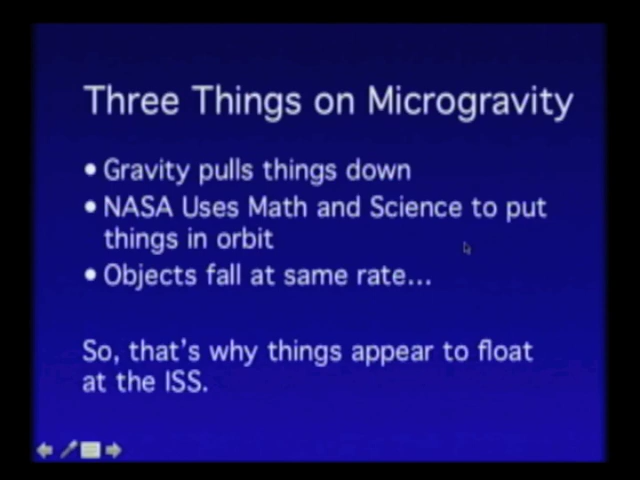 Three Things on Microgravity
• Gravity pulls things down
• NASA Uses Math and Science to put
things in orbit
• Objects fall at same rate...
So, that's why things appear to float
at the ISS.